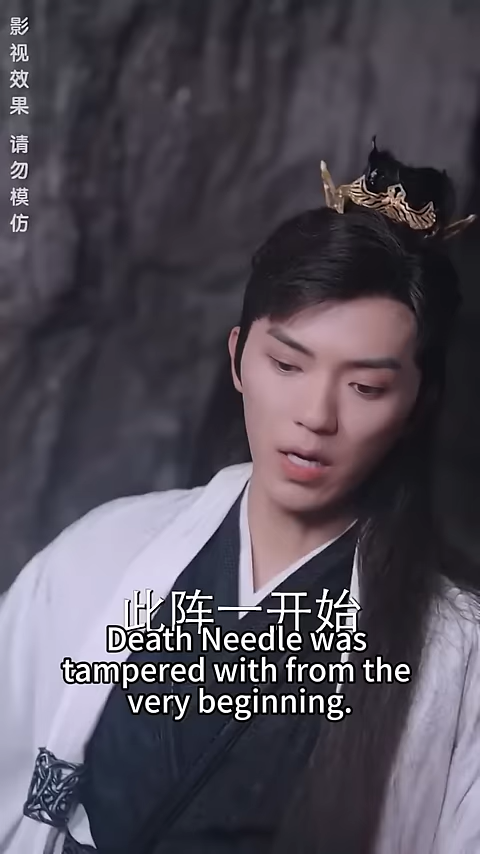 影视效果 请勿模仿
此阵一开始
Death Needle was
tampered with from the
very beginning.